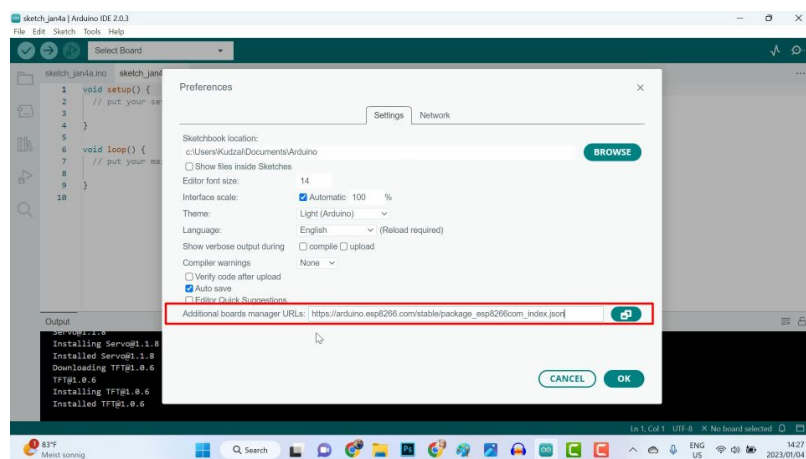 sketch_jan4a | Arduino IDE 2.0.3
File Edit Sketch Tools Help
Select Board
sketch_jan4a.ino sketch_jan4
1 void setup() {
2 // put your se
3
4 }
5
6 void loop() {
7 // put your ma
8
9 }
10
Preferences
Settings Network
Sketchbook location:
c:\Users\Kudzai\Documents\Arduino
BROWSE
Show files inside Sketches
Editor font size: 14
Interface scale: Automatic 100 %
Theme: Light (Arduino)
Language: English (Reload required)
Show verbose output during compile upload
Compiler warnings None
Verify code after upload
Auto save
Editor Quick Suggestions
Additional boards manager URLs: https://arduino.esp8266.com/stable/package_esp8266com_index.json
CANCEL OK
Output
Servo@1.1.8
Installing Servo@1.1.8
Installed Servo@1.1.8
Downloading TFT@1.0.6
TFT@1.0.6
Installing TFT@1.0.6
Installed TFT@1.0.6
Ln 1, Col 1 UTF-8 No board selected
83°F
Meist sonnig
Search
ENG
US
14:27
2023/01/04